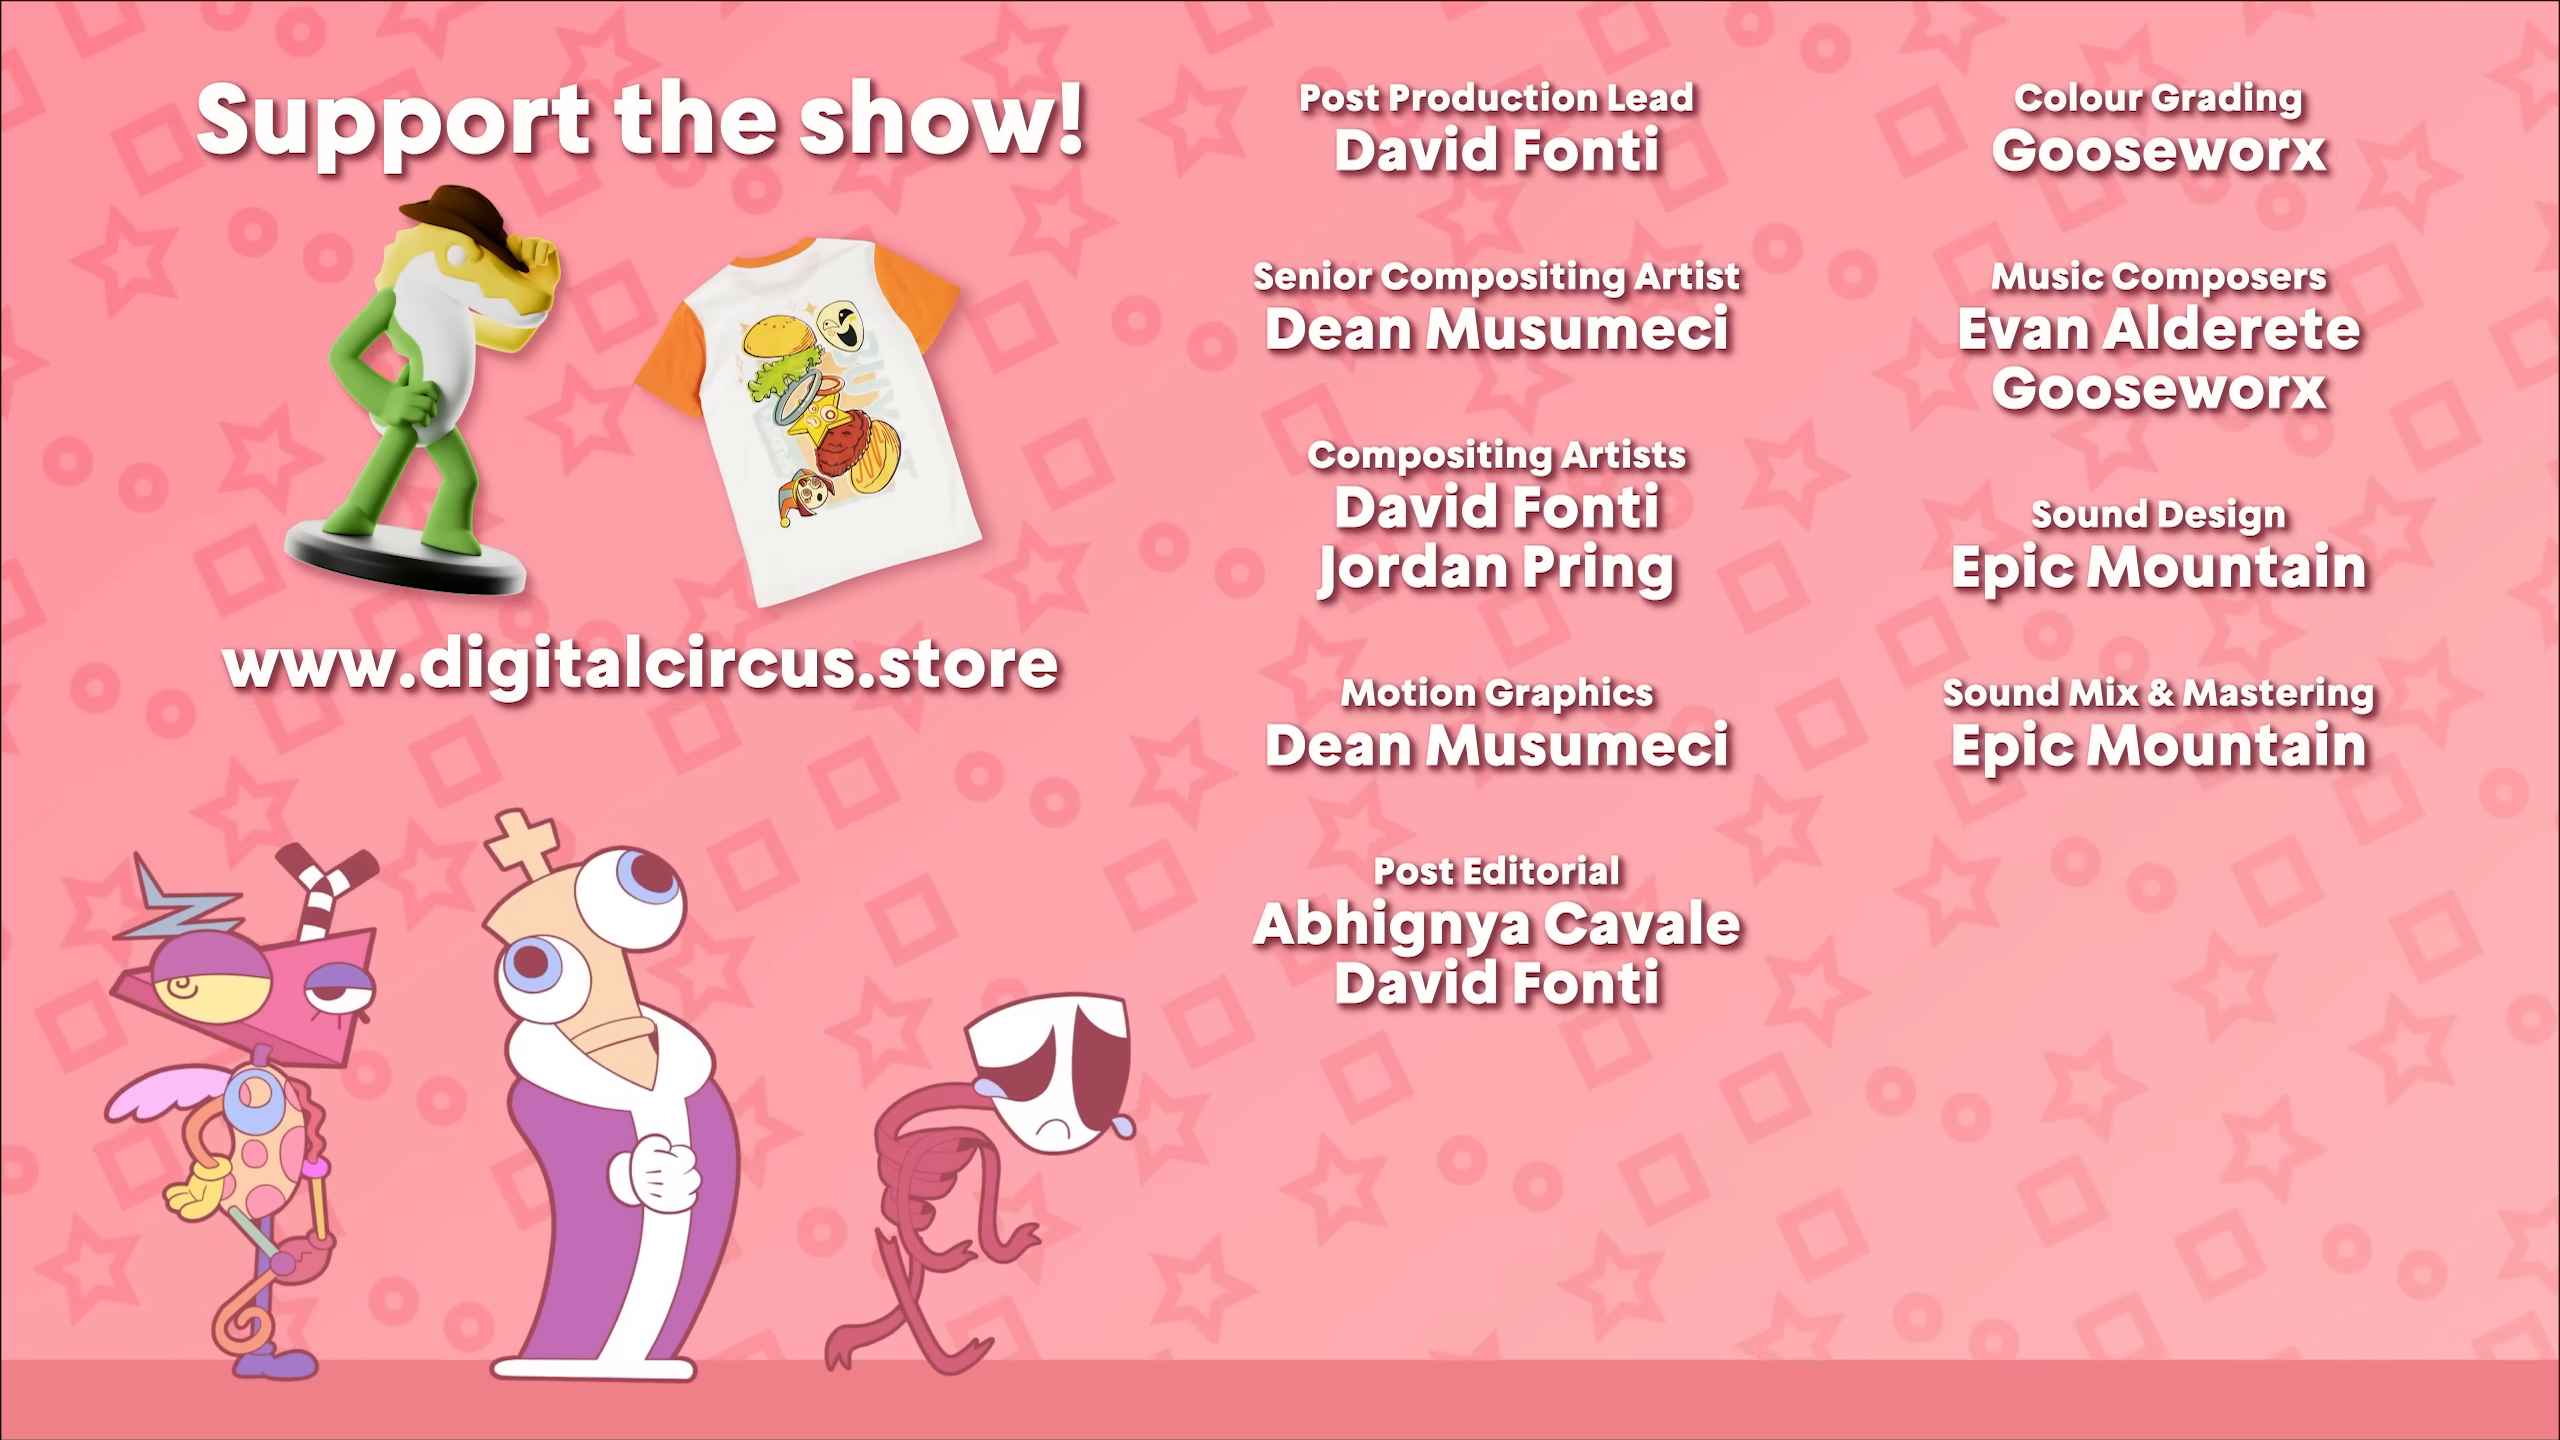 Support the show!
www.digitalcircus.store
Post Production Lead
David Fonti
Senior Compositing Artist
Dean Musumeci
Compositing Artists
David Fonti
Jordan Pring
Motion Graphics
Dean Musumeci
Post Editorial
Abhignya Cavale
David Fonti
Colour Grading
Gooseworx
Music Composers
Evan Alderete
Gooseworx
Sound Design
Epic Mountain
Sound Mix & Mastering
Epic Mountain